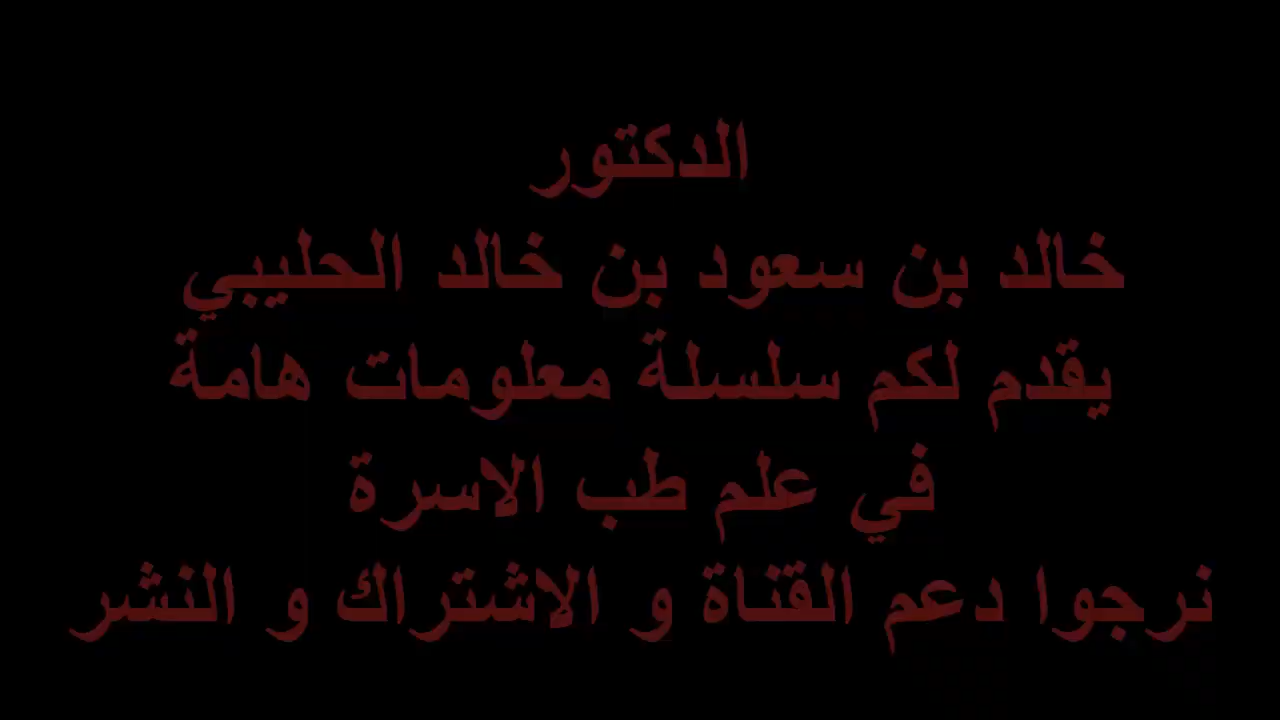 الدكتور
خالد بن سعود بن خالد الحليبي
يقدم لكم سلسلة معلومات هامة
في علم طب الاسرة
نرجوا دعم القناة و الاشتراك و النشر